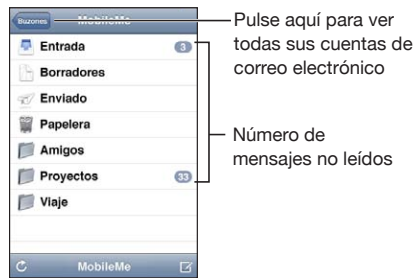 Buzones
MobileMe
Entrada 3
Borradores
Enviado
Papelera
Amigos
Proyectos 33
Viaje
MobileMe
Pulse aquí para ver
todas sus cuentas de
correo electrónico
Número de
mensajes no leídos